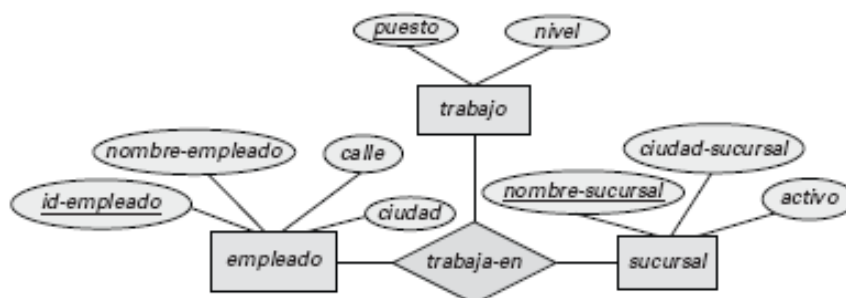 puesto
nivel
trabajo
nombre-empleado
calle
ciudad-sucursal
id-empleado
nombre-sucursal
activo
ciudad
empleado
trabaja-en
sucursal